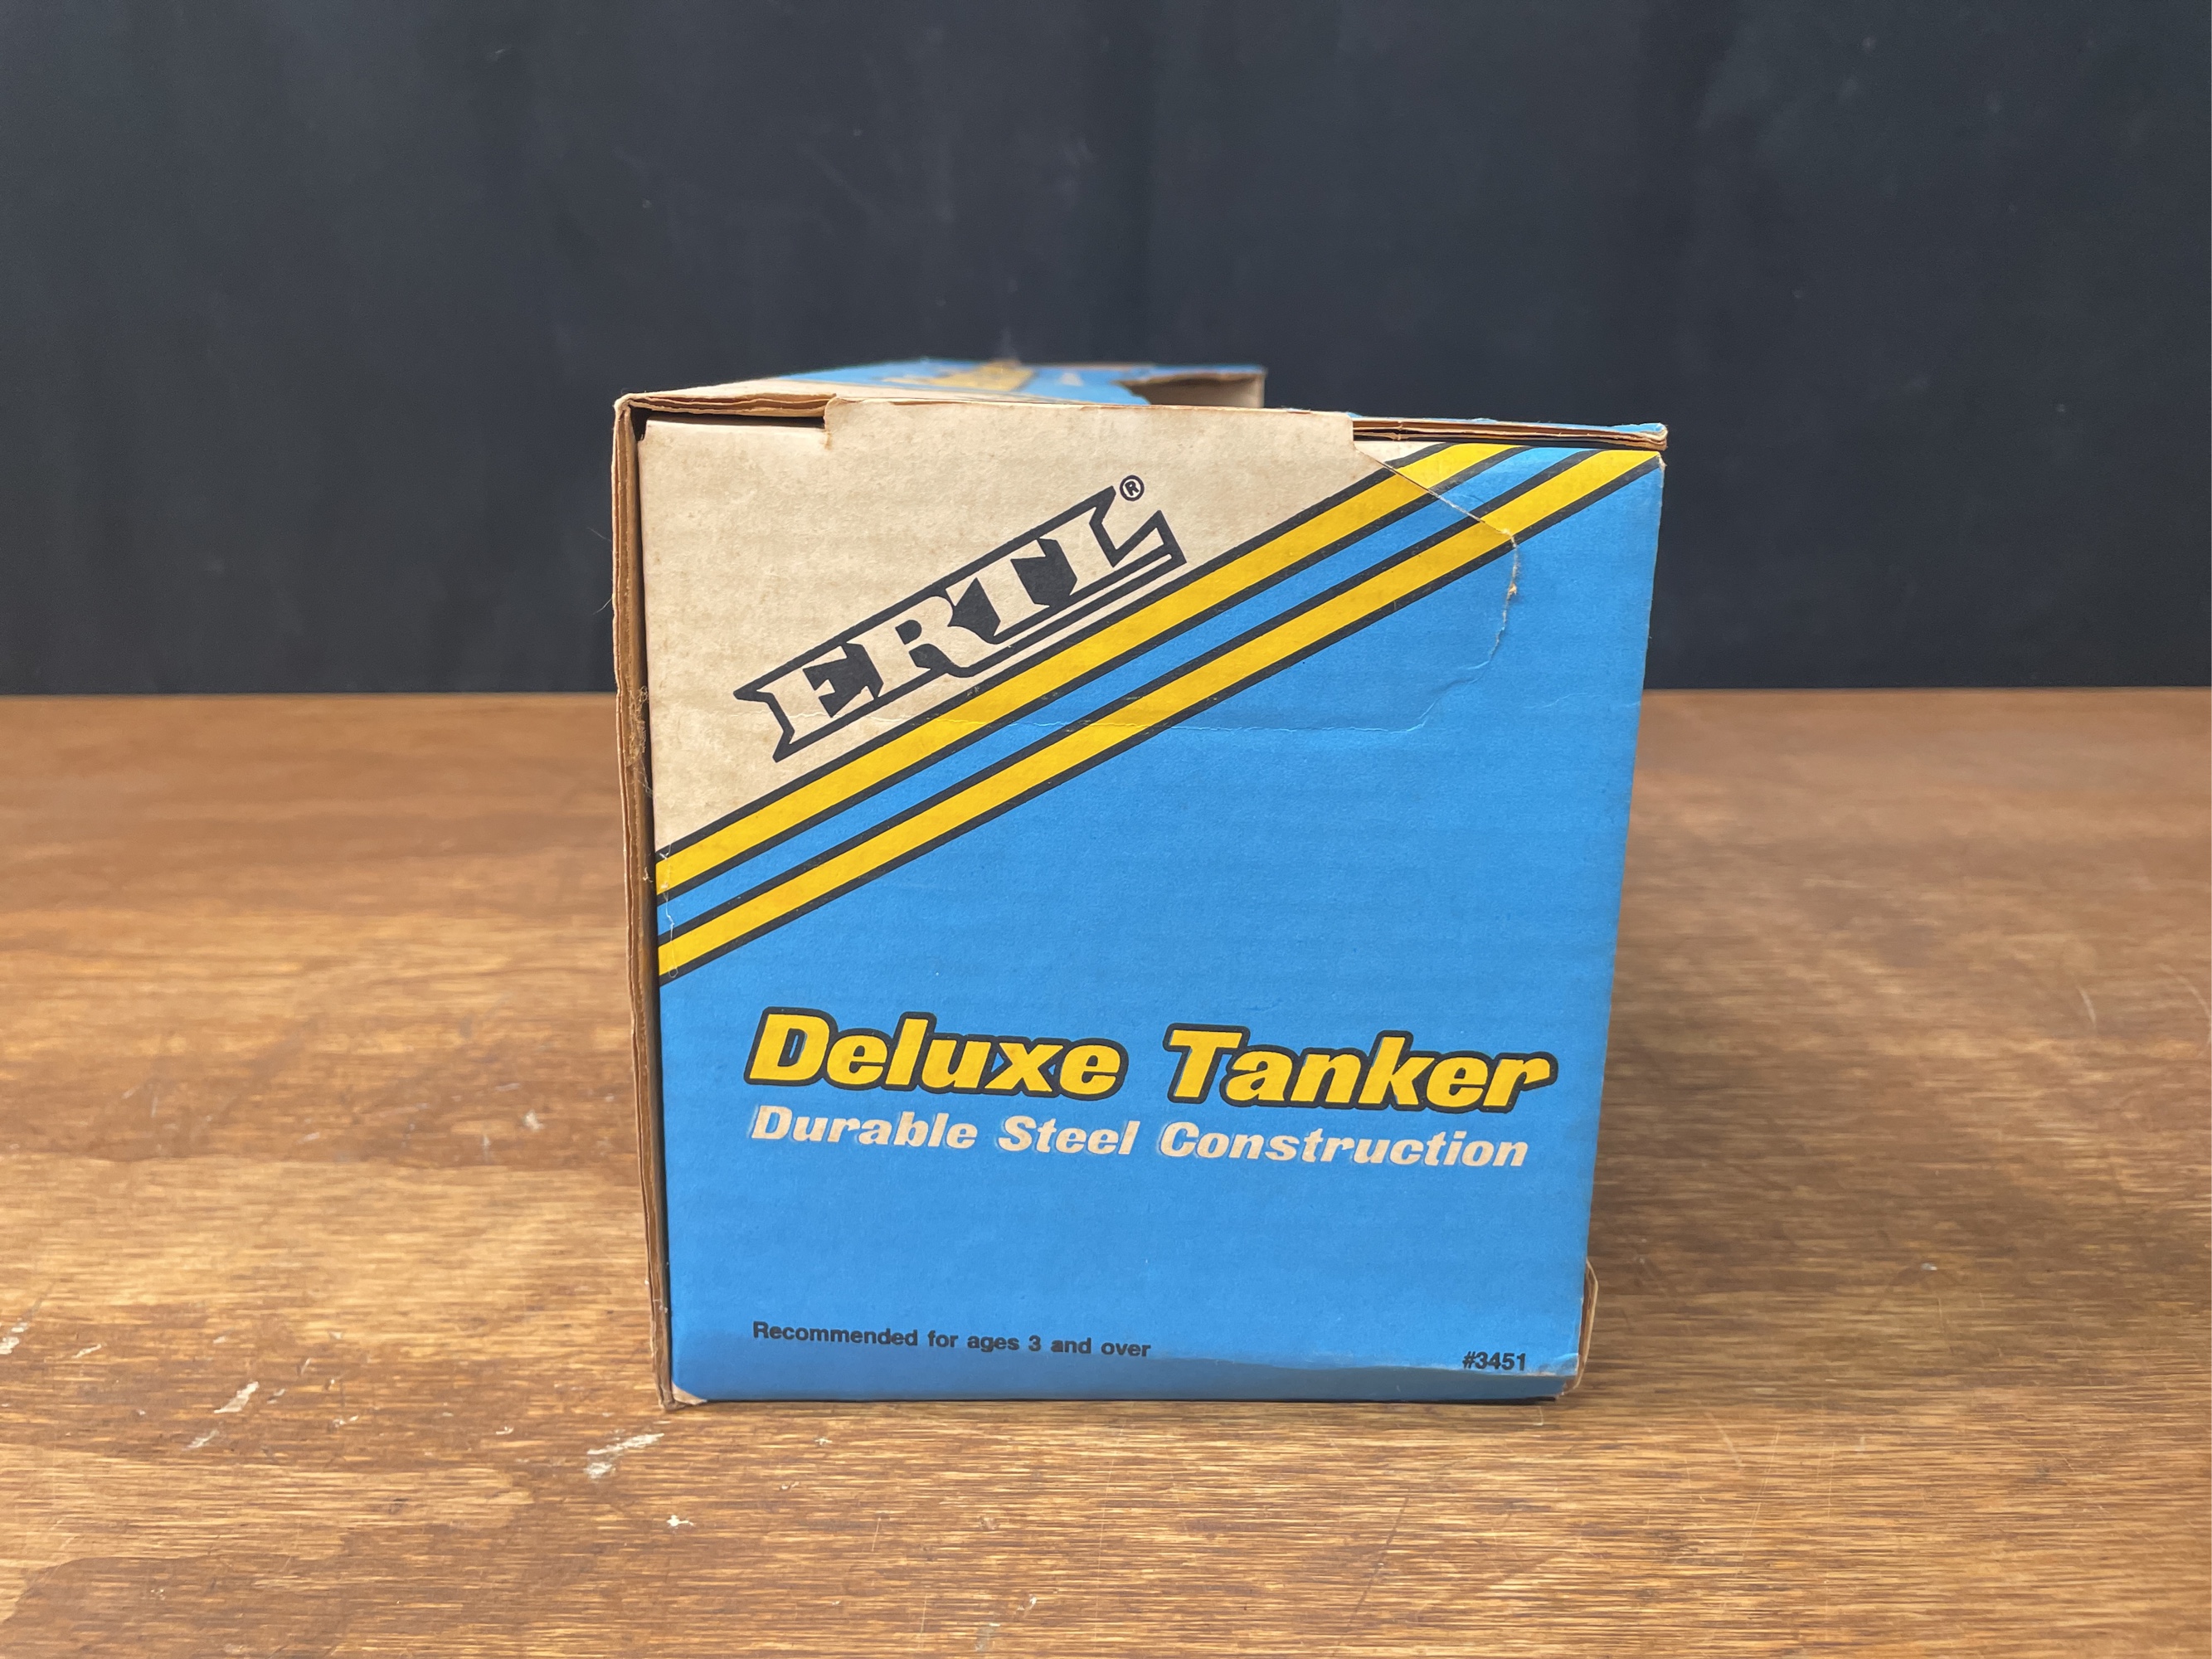 ERTL®
Deluxe Tanker
Durable Steel Construction
Recommended for ages 3 and over
#3451